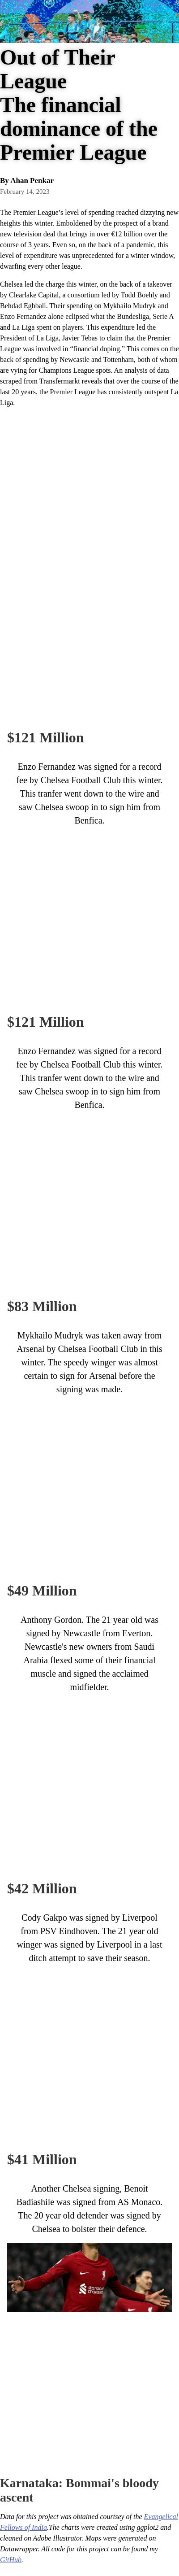 Out of Their
League
The financial
dominance of the
Premier League
By Ahan Penkar
February 14, 2023
The Premier League’s level of spending reached dizzying new
heights this winter. Emboldened by the prospect of a brand
new television deal that brings in over €12 billion over the
course of 3 years. Even so, on the back of a pandemic, this
level of expenditure was unprecedented for a winter window,
dwarfing every other league.
Chelsea led the charge this winter, on the back of a takeover
by Clearlake Capital, a consortium led by Todd Boehly and
Behdad Eghbali. Their spending on Mykhailo Mudryk and
Enzo Fernandez alone eclipsed what the Bundesliga, Serie A
and La Liga spent on players. This expenditure led the
President of La Liga, Javier Tebas to claim that the Premier
League was involved in “financial doping.” This comes on the
back of spending by Newcastle and Tottenham, both of whom
are vying for Champions League spots. An analysis of data
scraped from Transfermarkt reveals that over the course of the
last 20 years, the Premier League has consistently outspent La
Liga.
$121 Million
Enzo Fernandez was signed for a record
fee by Chelsea Football Club this winter.
This tranfer went down to the wire and
saw Chelsea swoop in to sign him from
Benfica.
$121 Million
Enzo Fernandez was signed for a record
fee by Chelsea Football Club this winter.
This tranfer went down to the wire and
saw Chelsea swoop in to sign him from
Benfica.
$83 Million
Mykhailo Mudryk was taken away from
Arsenal by Chelsea Football Club in this
winter. The speedy winger was almost
certain to sign for Arsenal before the
signing was made.
$49 Million
Anthony Gordon. The 21 year old was
signed by Newcastle from Everton.
Newcastle's new owners from Saudi
Arabia flexed some of their financial
muscle and signed the acclaimed
midfielder.
$42 Million
Cody Gakpo was signed by Liverpool
from PSV Eindhoven. The 21 year old
winger was signed by Liverpool in a last
ditch attempt to save their season.
$41 Million
Another Chelsea signing, Benoit
Badiashile was signed from AS Monaco.
The 20 year old defender was signed by
Chelsea to bolster their defence.
Karnataka: Bommai's bloody
ascent
Data for this project was obtained courtsey of the Evangelical
Fellows of India.The charts were created using ggplot2 and
cleaned on Adobe Illustrator. Maps were generated on
Datawrapper. All code for this project can be found my
GitHub.